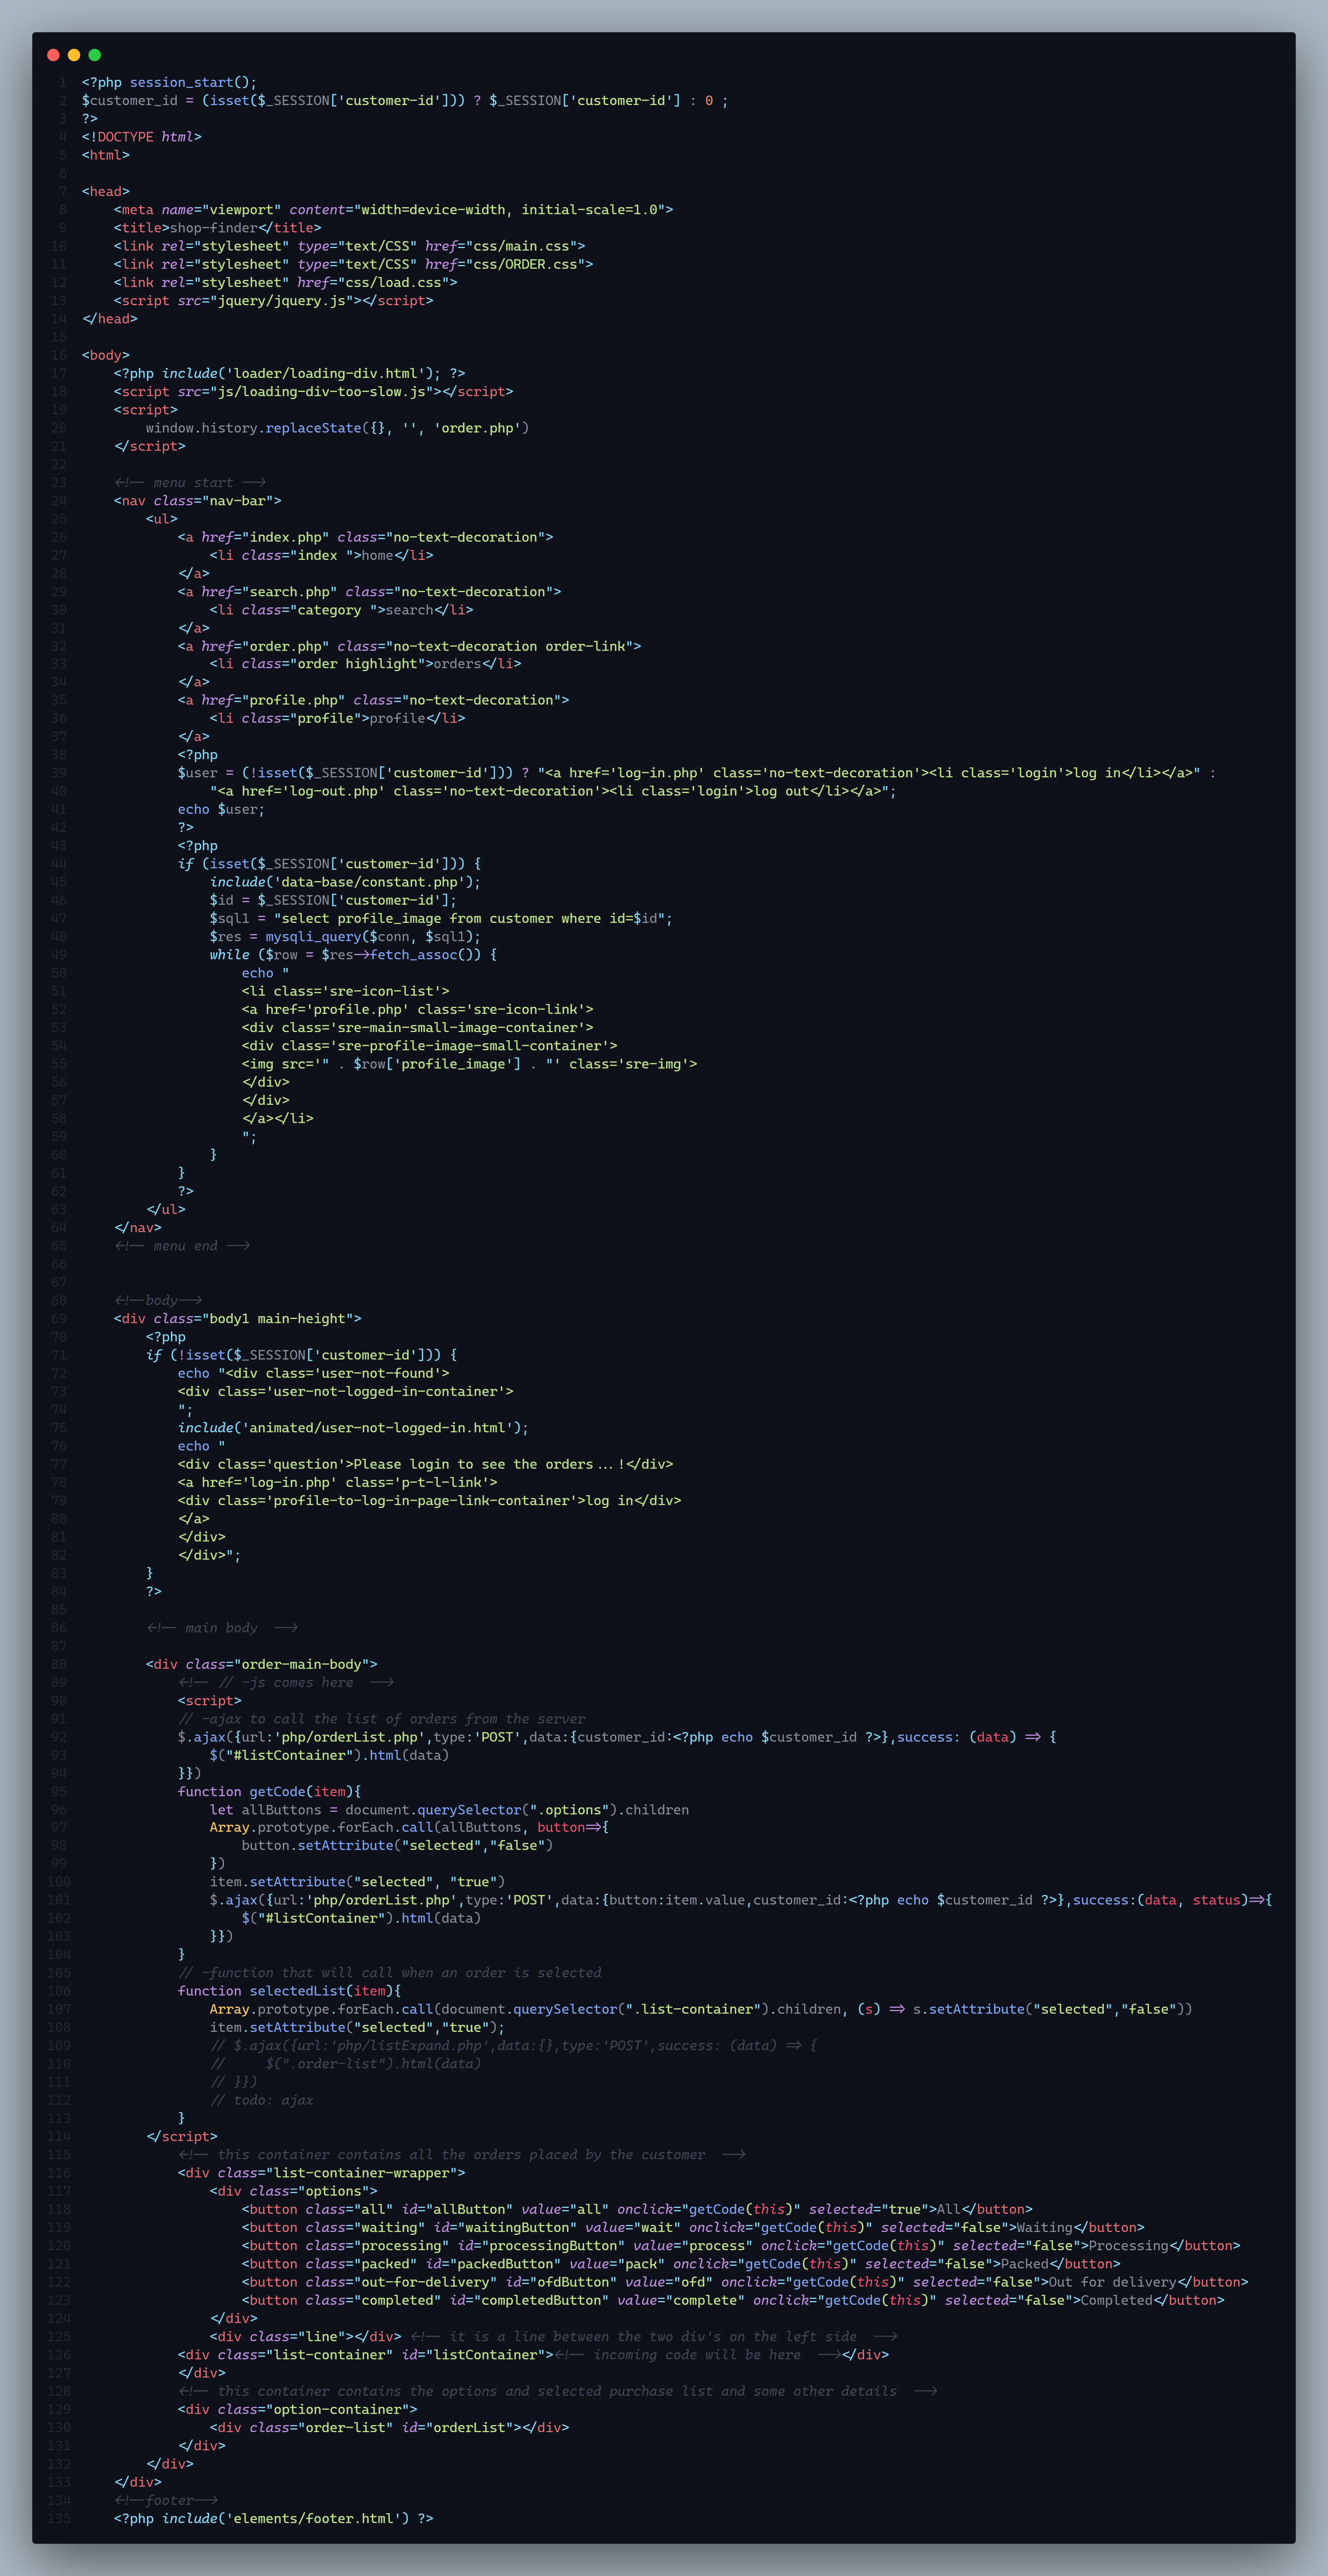 1 <?php session_start();
2 $customer_id = (isset($_SESSION['customer-id'])) ? $_SESSION['customer-id'] : 0 ;
3 ?>
4 <!DOCTYPE html>
5 <html>
6
7 <head>
8     <meta name="viewport" content="width=device-width, initial-scale=1.0">
9     <title>shop-finder</title>
10     <link rel="stylesheet" type="text/CSS" href="css/main.css">
11     <link rel="stylesheet" type="text/CSS" href="css/ORDER.css">
12     <link rel="stylesheet" href="css/load.css">
13     <script src="jquery/jquery.js"></script>
14 </head>
15
16 <body>
17     <?php include('loader/loading-div.html'); ?>
18     <script src="js/loading-div-too-slow.js"></script>
19     <script>
20         window.history.replaceState({}, '', 'order.php')
21     </script>
22
23     <!-- menu start -->
24     <nav class="nav-bar">
25         <ul>
26             <a href="index.php" class="no-text-decoration">
27                 <li class="index ">home</li>
28             </a>
29             <a href="search.php" class="no-text-decoration">
30                 <li class="category ">search</li>
31             </a>
32             <a href="order.php" class="no-text-decoration order-link">
33                 <li class="order highlight">orders</li>
34             </a>
35             <a href="profile.php" class="no-text-decoration">
36                 <li class="profile">profile</li>
37             </a>
38             <?php
39             $user = (!isset($_SESSION['customer-id'])) ? "<a href='log-in.php' class='no-text-decoration'><li class='login'>log in</li></a>" :
40                 "<a href='log-out.php' class='no-text-decoration'><li class='login'>log out</li></a>";
41             echo $user;
42             ?>
43             <?php
44             if (isset($_SESSION['customer-id'])) {
45                 include('data-base/constant.php');
46                 $id = $_SESSION['customer-id'];
47                 $sql1 = "select profile_image from customer where id=$id";
48                 $res = mysqli_query($conn, $sql1);
49                 while ($row = $res->fetch_assoc()) {
50                     echo "
51                     <li class='sre-icon-list'>
52                     <a href='profile.php' class='sre-icon-link'>
53                     <div class='sre-main-small-image-container'>
54                     <div class='sre-profile-image-small-container'>
55                     <img src='" . $row['profile_image'] . "' class='sre-img'>
56                     </div>
57                     </div>
58                     </a></li>
59                     ";
60                 }
61             }
62             ?>
63         </ul>
64     </nav>
65     <!-- menu end -->
66
67
68     <!--body-->
69     <div class="body1 main-height">
70         <?php
71         if (!isset($_SESSION['customer-id'])) {
72             echo "<div class='user-not-found'>
73             <div class='user-not-logged-in-container'>
74             ";
75             include('animated/user-not-logged-in.html');
76             echo "
77             <div class='question'>Please login to see the orders...!</div>
78             <a href='log-in.php' class='p-t-l-link'>
79             <div class='profile-to-log-in-page-link-container'>log in</div>
80             </a>
81             </div>
82             </div>";
83         }
84         ?>
85
86         <!-- main body  -->
87
88         <div class="order-main-body">
89             <!-- // -js comes here  -->
90             <script>
91             // -ajax to call the list of orders from the server
92             $.ajax({url:'php/orderList.php',type:'POST',data:{customer_id:<?php echo $customer_id ?>},success: (data) => {
93                 $("#listContainer").html(data)
94             }})
95             function getCode(item){
96                 let allButtons = document.querySelector(".options").children
97                 Array.prototype.forEach.call(allButtons, button=>{
98                     button.setAttribute("selected","false")
99                 })
100                 item.setAttribute("selected", "true")
101                 $.ajax({url:'php/orderList.php',type:'POST',data:{button:item.value,customer_id:<?php echo $customer_id ?>},success:(data, status)=>{
102                     $("#listContainer").html(data)
103                 }})
104             }
105             // -function that will call when an order is selected
106             function selectedList(item){
107                 Array.prototype.forEach.call(document.querySelector(".list-container").children, (s) => s.setAttribute("selected","false"))
108                 item.setAttribute("selected","true");
109                 // $.ajax({url:'php/listExpand.php',data:{},type:'POST',success: (data) => {
110                 //     $(".order-list").html(data)
111                 // }})
112                 // todo: ajax
113             }
114         </script>
115             <!-- this container contains all the orders placed by the customer  -->
116             <div class="list-container-wrapper">
117                 <div class="options">
118                     <button class="all" id="allButton" value="all" onclick="getCode(this)" selected="true">All</button>
119                     <button class="waiting" id="waitingButton" value="wait" onclick="getCode(this)" selected="false">Waiting</button>
120                     <button class="processing" id="processingButton" value="process" onclick="getCode(this)" selected="false">Processing</button>
121                     <button class="packed" id="packedButton" value="pack" onclick="getCode(this)" selected="false">Packed</button>
122                     <button class="out-for-delivery" id="ofdButton" value="ofd" onclick="getCode(this)" selected="false">Out for delivery</button>
123                     <button class="completed" id="completedButton" value="complete" onclick="getCode(this)" selected="false">Completed</button>
124                 </div>
125                 <div class="line"></div> <!-- it is a line between the two div's on the left side  -->
126             <div class="list-container" id="listContainer"><!-- incoming code will be here  --></div>
127             </div>
128             <!-- this container contains the options and selected purchase list and some other details  -->
129             <div class="option-container">
130                 <div class="order-list" id="orderList"></div>
131             </div>
132         </div>
133     </div>
134     <!--footer-->
135     <?php include('elements/footer.html') ?>